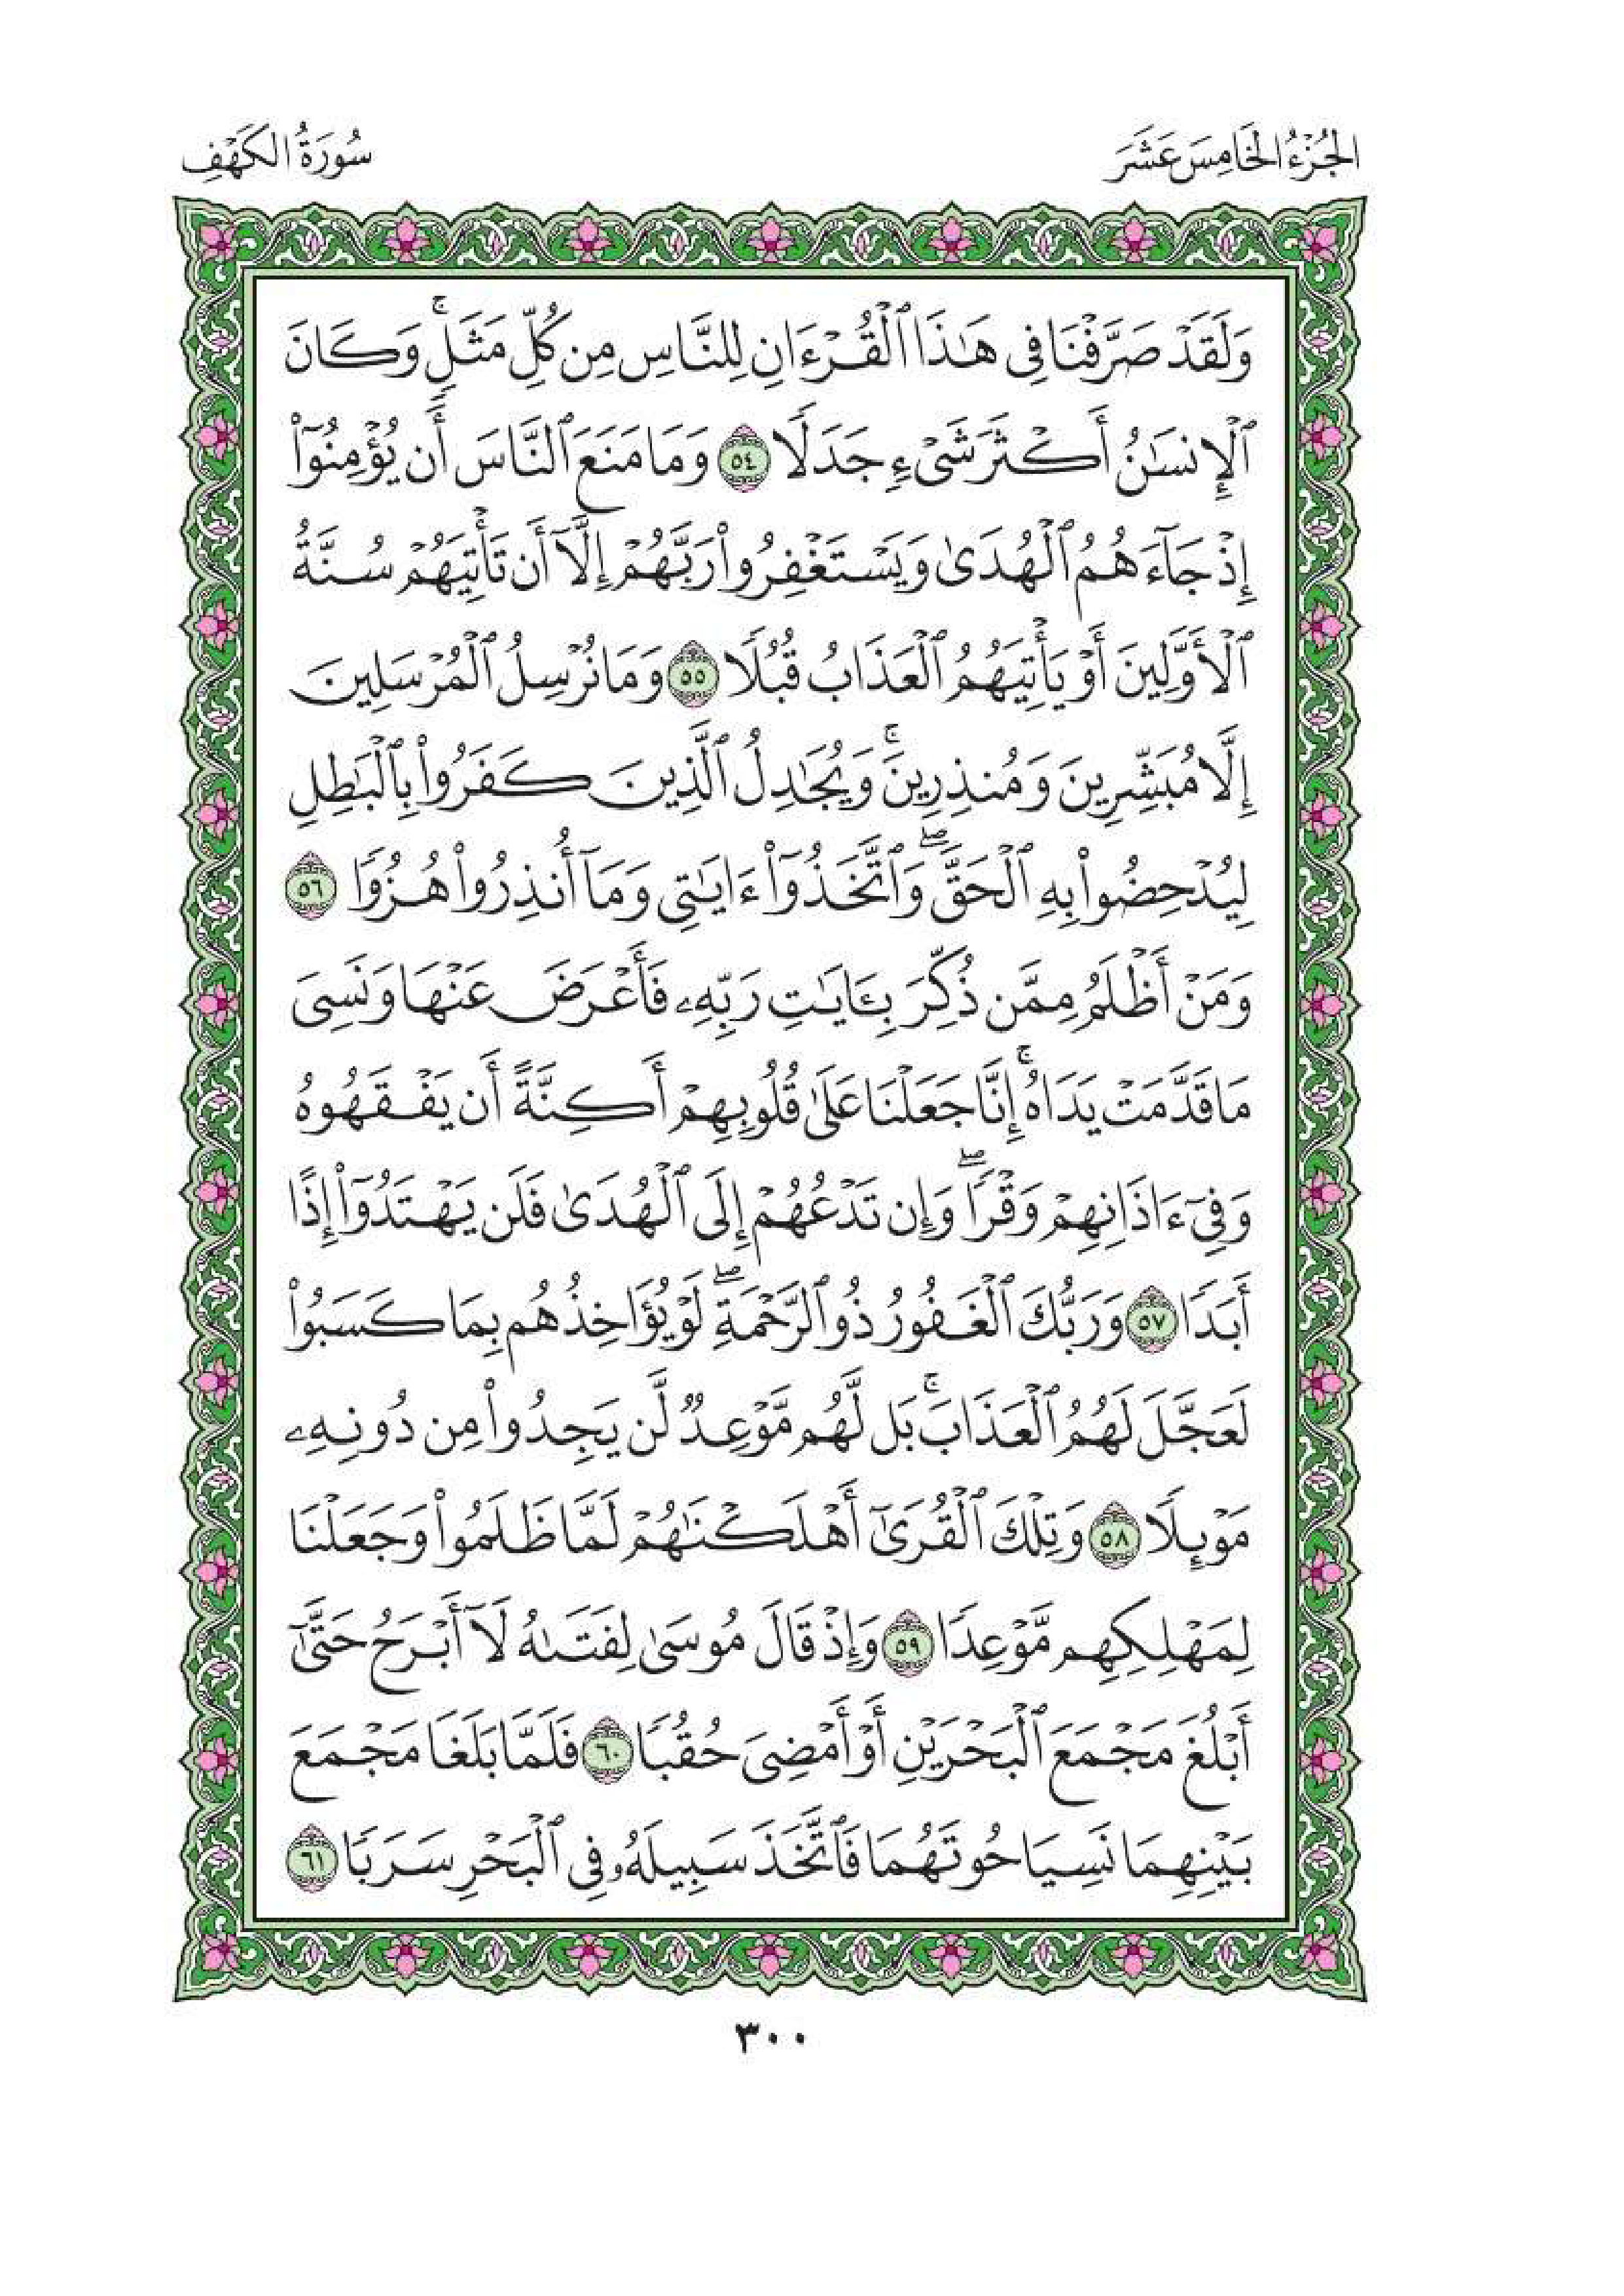 الجُزْءُ الخَامِسَ عَشَرَ
سُورَةُ الكَهْفِ
وَلَقَدْ صَرَّفْنَا فِى هَٰذَا ٱلْقُرْءَانِ لِلنَّاسِ مِن كُلِّ مَثَلٍۚ وَكَانَ
ٱلْإِنسَٰنُ أَكْثَرَ شَىْءٍ جَدَلًا ٥٤ وَمَا مَنَعَ ٱلنَّاسَ أَن يُؤْمِنُوٓا۟
إِذْ جَآءَهُمُ ٱلْهُدَىٰ وَيَسْتَغْفِرُوا۟ رَبَّهُمْ إِلَّآ أَن تَأْتِيَهُمْ سُنَّةُ
ٱلْأَوَّلِينَ أَوْ يَأْتِيَهُمُ ٱلْعَذَابُ قُبُلًا ٥٥ وَمَا نُرْسِلُ ٱلْمُرْسَلِينَ
إِلَّا مُبَشِّرِينَ وَمُنذِرِينَۚ وَيُجَٰدِلُ ٱلَّذِينَ كَفَرُوا۟ بِٱلْبَٰطِلِ
لِيُدْحِضُوا۟ بِهِ ٱلْحَقَّۖ وَٱتَّخَذُوٓا۟ ءَايَٰتِى وَمَآ أُنذِرُوا۟ هُزُوًا ٥٦
وَمَنْ أَظْلَمُ مِمَّن ذُكِّرَ بِـَٔايَٰتِ رَبِّهِۦ فَأَعْرَضَ عَنْهَا وَنَسِىَ
مَا قَدَّمَتْ يَدَاهُۚ إِنَّا جَعَلْنَا عَلَىٰ قُلُوبِهِمْ أَكِنَّةً أَن يَفْقَهُوهُ
وَفِىٓ ءَاذَانِهِمْ وَقْرًاۖ وَإِن تَدْعُهُمْ إِلَى ٱلْهُدَىٰ فَلَن يَهْتَدُوٓا۟ إِذًا
أَبَدًا ٥٧ وَرَبُّكَ ٱلْغَفُورُ ذُو ٱلرَّحْمَةِۖ لَوْ يُؤَاخِذُهُم بِمَا كَسَبُوا۟
لَعَجَّلَ لَهُمُ ٱلْعَذَابَۚ بَل لَّهُم مَّوْعِدٌ لَّن يَجِدُوا۟ مِن دُونِهِۦ
مَوْئِلًا ٥٨ وَتِلْكَ ٱلْقُرَىٰٓ أَهْلَكْنَٰهُمْ لَمَّا ظَلَمُوا۟ وَجَعَلْنَا
لِمَهْلِكِهِم مَّوْعِدًا ٥٩ وَإِذْ قَالَ مُوسَىٰ لِفَتَىٰهُ لَآ أَبْرَحُ حَتَّىٰٓ
أَبْلُغَ مَجْمَعَ ٱلْبَحْرَيْنِ أَوْ أَمْضِىَ حُقُبًا ٦٠ فَلَمَّا بَلَغَا مَجْمَعَ
بَيْنِهِمَا نَسِيَا حُوتَهُمَا فَٱتَّخَذَ سَبِيلَهُۥ فِى ٱلْبَحْرِ سَرَبًا ٦١
٣٠٠